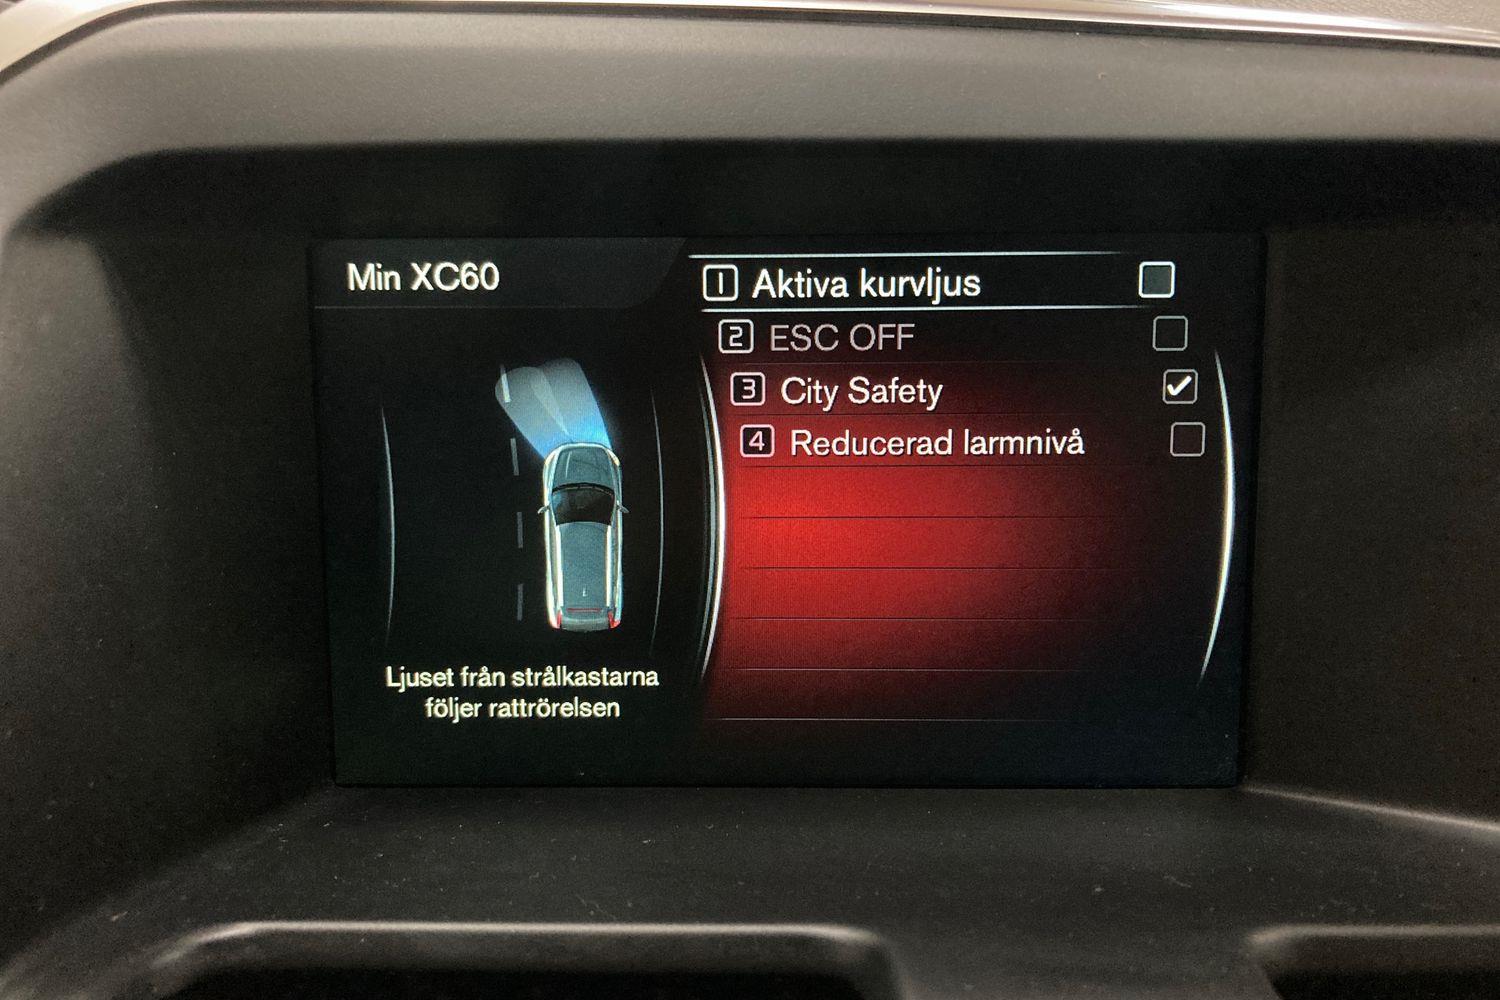 Min XC60
1 Aktiva kurvljus
2 ESC OFF
3 City Safety
4 Reducerad larmnivå
Ljuset från strålkastarna
följer rattrörelsen